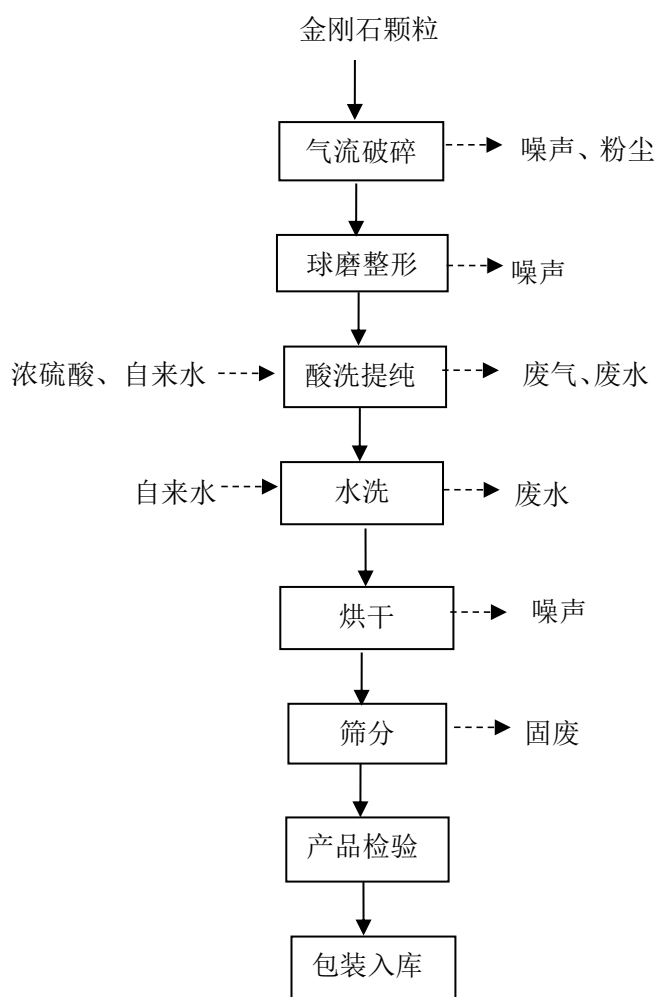 金刚石颗粒
气流破碎
噪声、粉尘
球磨整形
噪声
浓硫酸、自来水
酸洗提纯
废气、废水
自来水
水洗
废水
烘干
噪声
筛分
固废
产品检验
包装入库